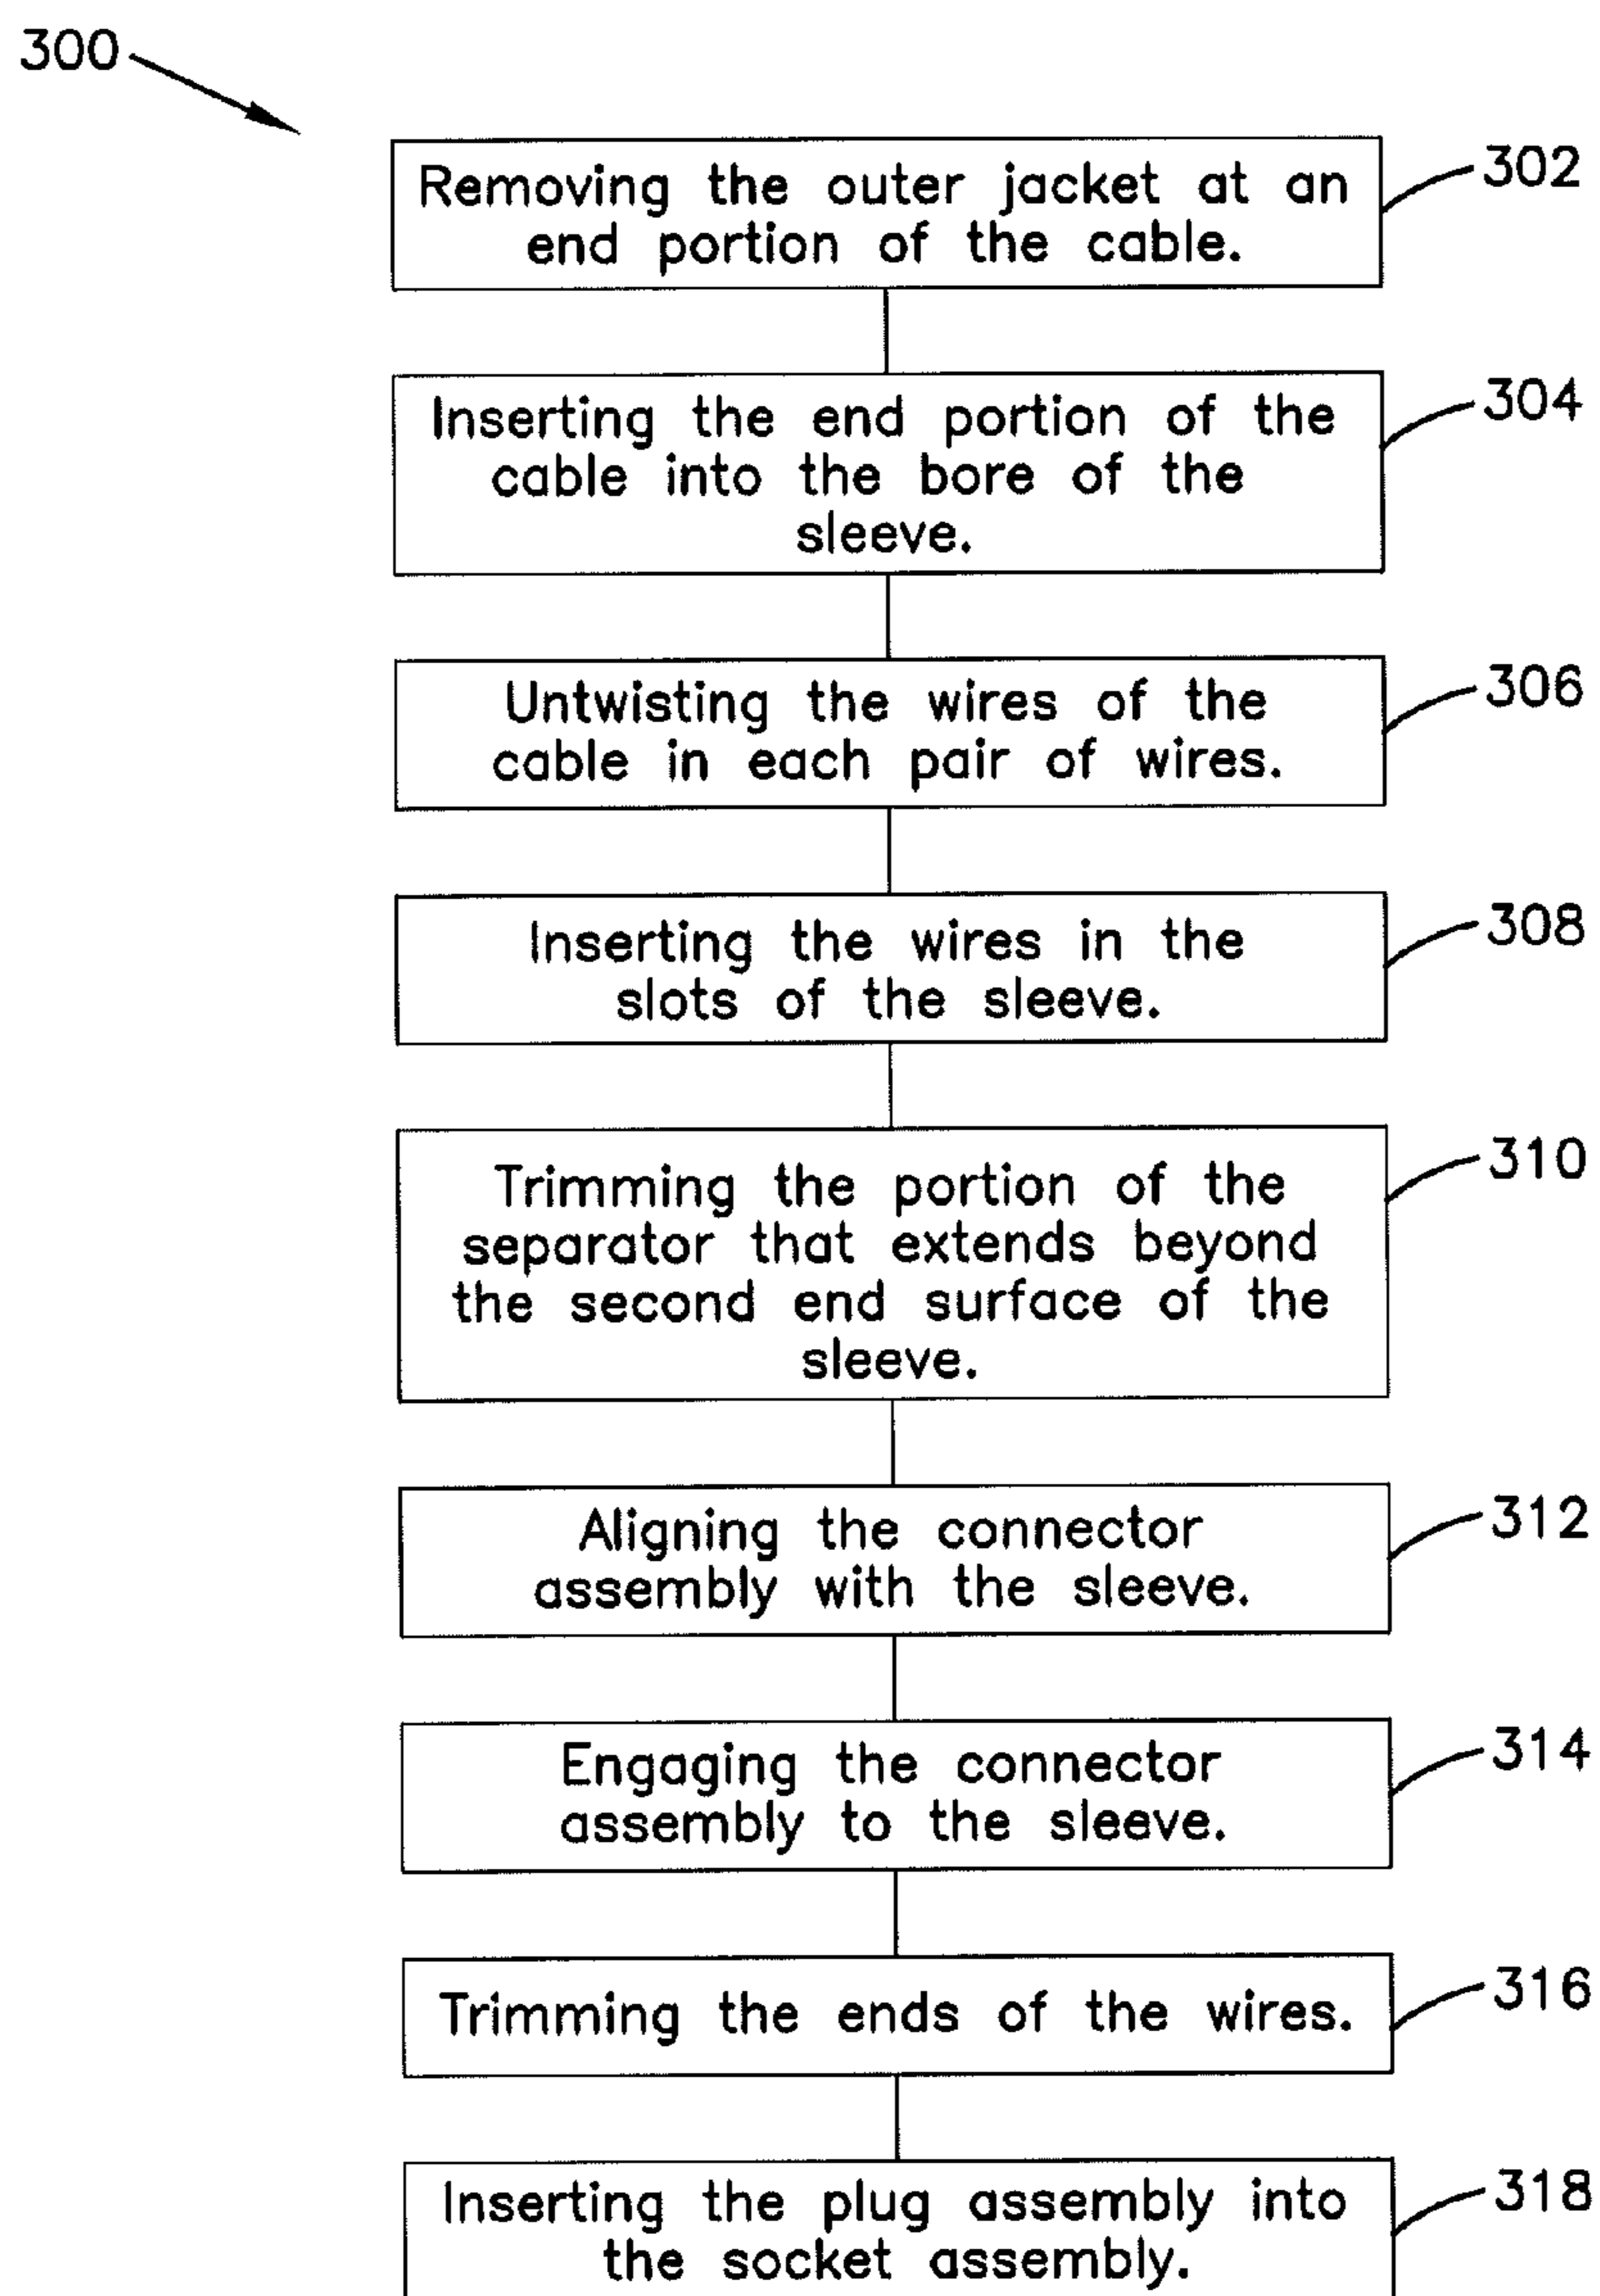 300
Removing the outer jacket at an
end portion of the cable.
302
Inserting the end portion of the
cable into the bore of the
sleeve.
304
Untwisting the wires of the
cable in each pair of wires.
306
Inserting the wires in the
slots of the sleeve.
308
Trimming the portion of the
separator that extends beyond
the second end surface of the
sleeve.
310
Aligning the connector
assembly with the sleeve.
312
Engaging the connector
assembly to the sleeve.
314
Trimming the ends of the wires.
316
Inserting the plug assembly into
the socket assembly.
318